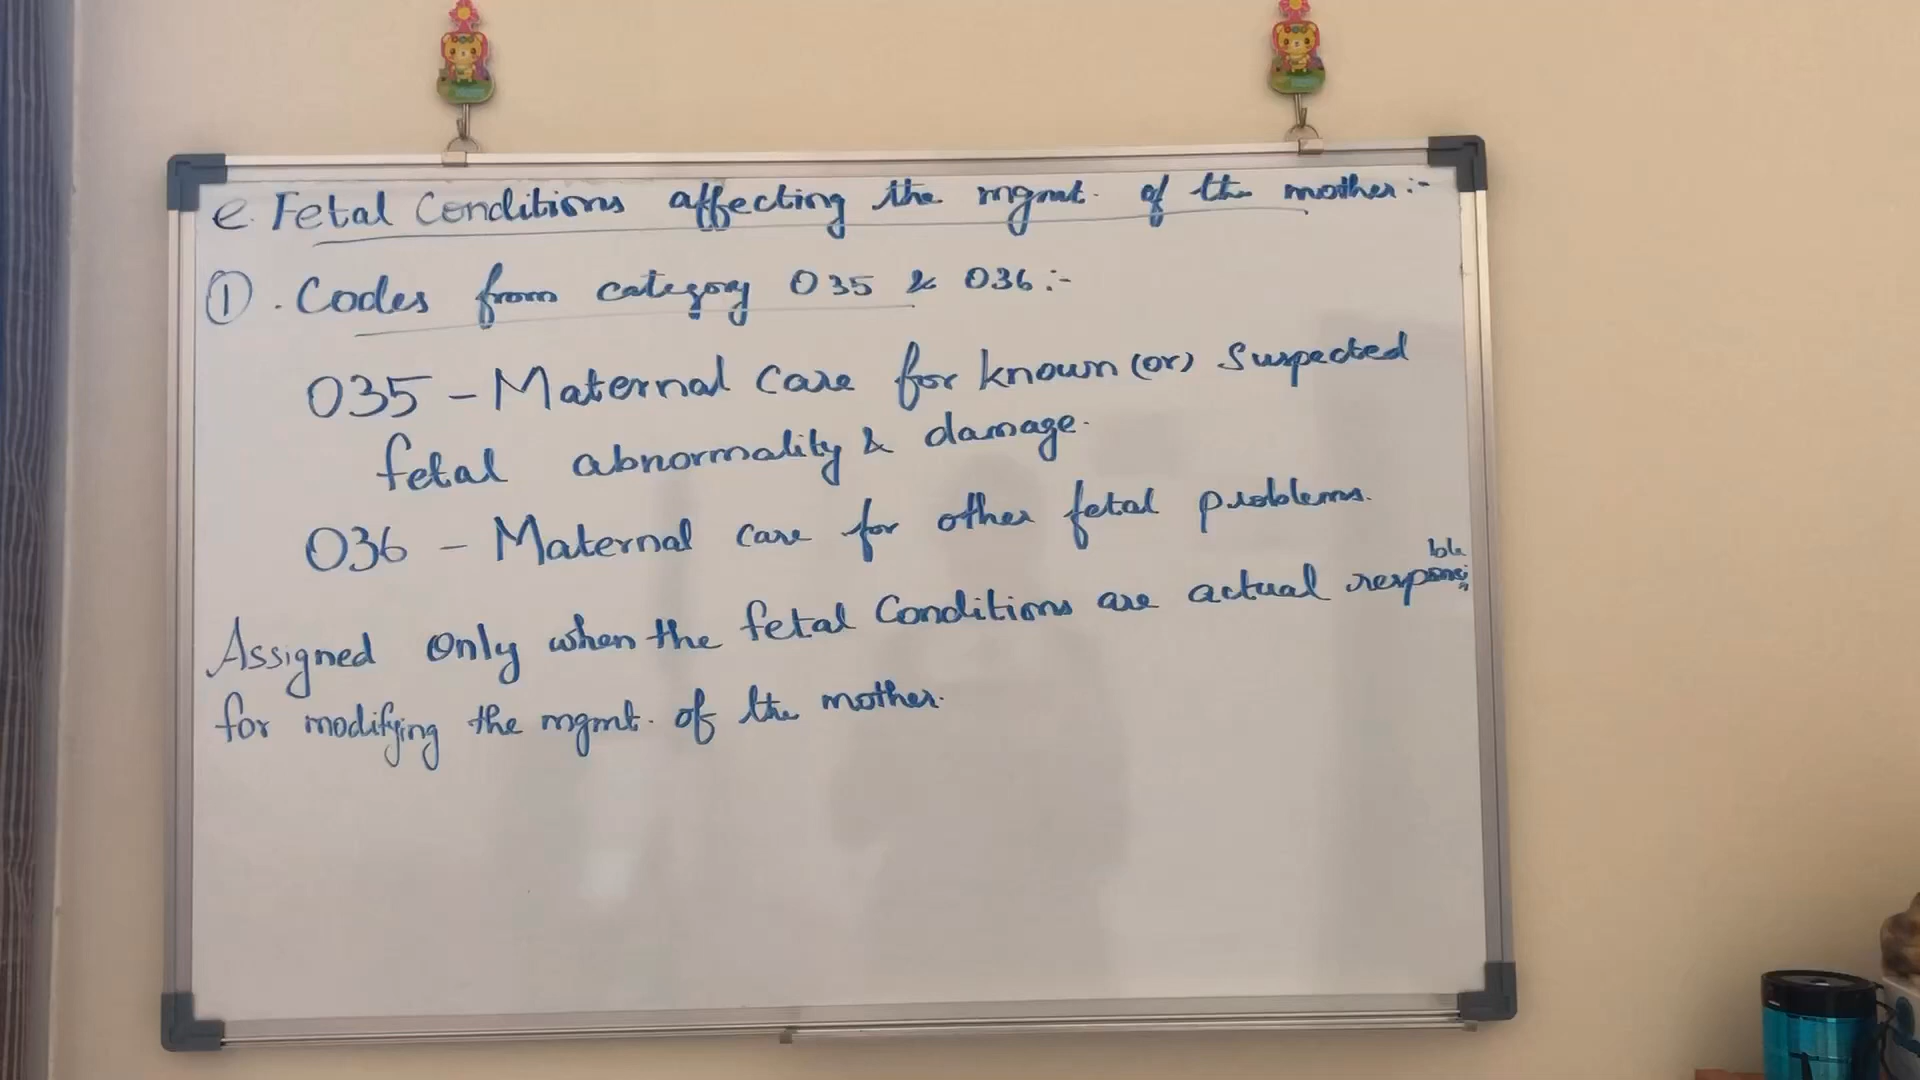 e. Fetal Conditions affecting the mgmt. of the mother:-
① . Codes from category O35 & O36:-
O35 - Maternal care for known (or) Suspected
fetal abnormality & damage.
O36 - Maternal care for other fetal problems.
Assigned Only when the fetal Conditions are actual responsible
for modifying the mgmt. of the mother.